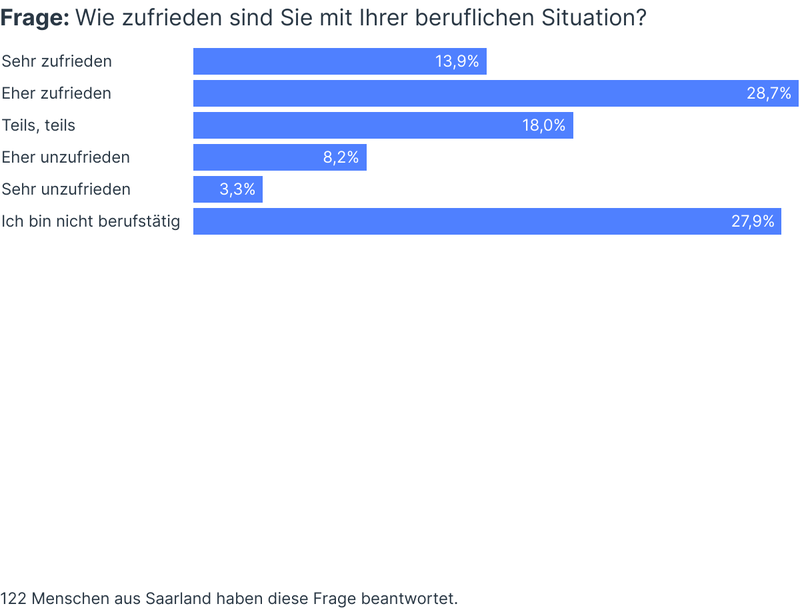 Frage: Wie zufrieden sind Sie mit Ihrer beruflichen Situation?
Sehr zufrieden 13,9%
Eher zufrieden 28,7%
Teils, teils 18,0%
Eher unzufrieden 8,2%
Sehr unzufrieden 3,3%
Ich bin nicht berufstätig 27,9%
122 Menschen aus Saarland haben diese Frage beantwortet.